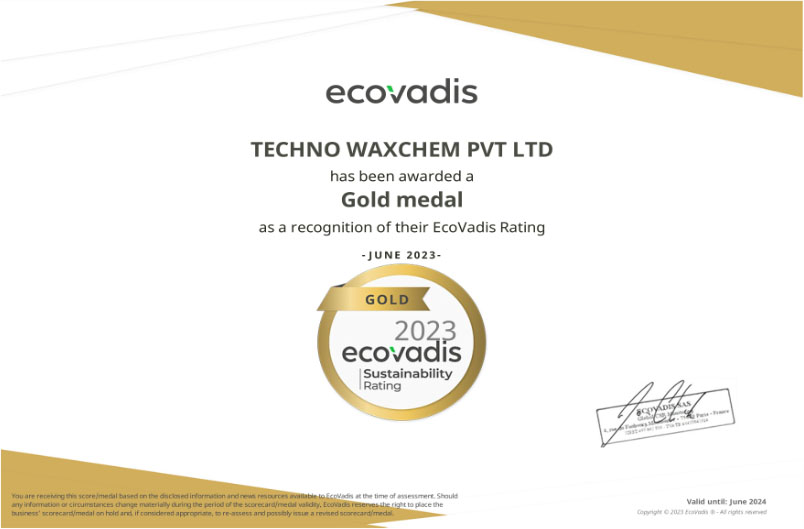 ecovadis
TECHNO WAXCHEM PVT LTD
has been awarded a
Gold medal
as a recognition of their EcoVadis Rating
- JUNE 2023-
GOLD
2023
ecovadis
Sustainability
Rating
ECOVADIS SAS
You are receiving this score/medal based on the disclosed information and news resources available to EcoVadis at the time of assessment. Should
any information or circumstances change materially during the period of the scorecard/medal validity, EcoVadis reserves the right to place the
business' scorecard/medal on hold and, if considered appropriate, to re-assess and possibly issue a revised scorecard/medal.
Valid until: June 2024
Copyright © 2023 EcoVadis ® - All rights reserved